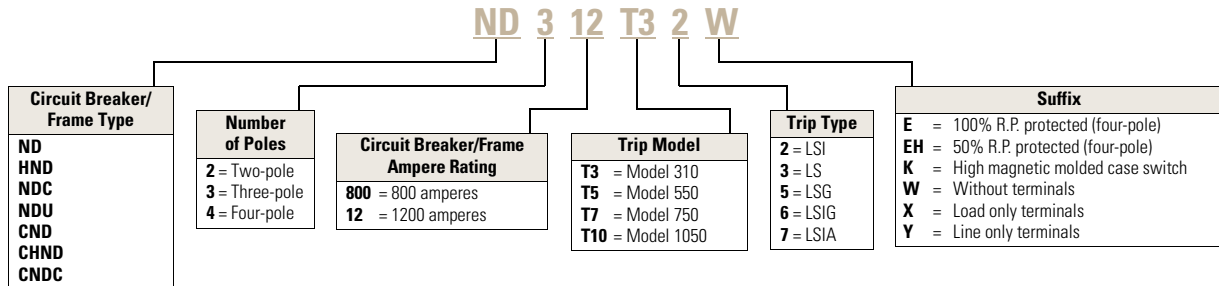 ND 3 12 T3 2 W
Circuit Breaker/
Frame Type
ND
HND
NDC
NDU
CND
CHND
CNDC
Number
of Poles
2 = Two-pole
3 = Three-pole
4 = Four-pole
Circuit Breaker/Frame
Ampere Rating
800 = 800 amperes
12 = 1200 amperes
Trip Model
T3 = Model 310
T5 = Model 550
T7 = Model 750
T10 = Model 1050
Trip Type
2 = LSI
3 = LS
5 = LSG
6 = LSIG
7 = LSIA
Suffix
E = 100% R.P. protected (four-pole)
EH = 50% R.P. protected (four-pole)
K = High magnetic molded case switch
W = Without terminals
X = Load only terminals
Y = Line only terminals